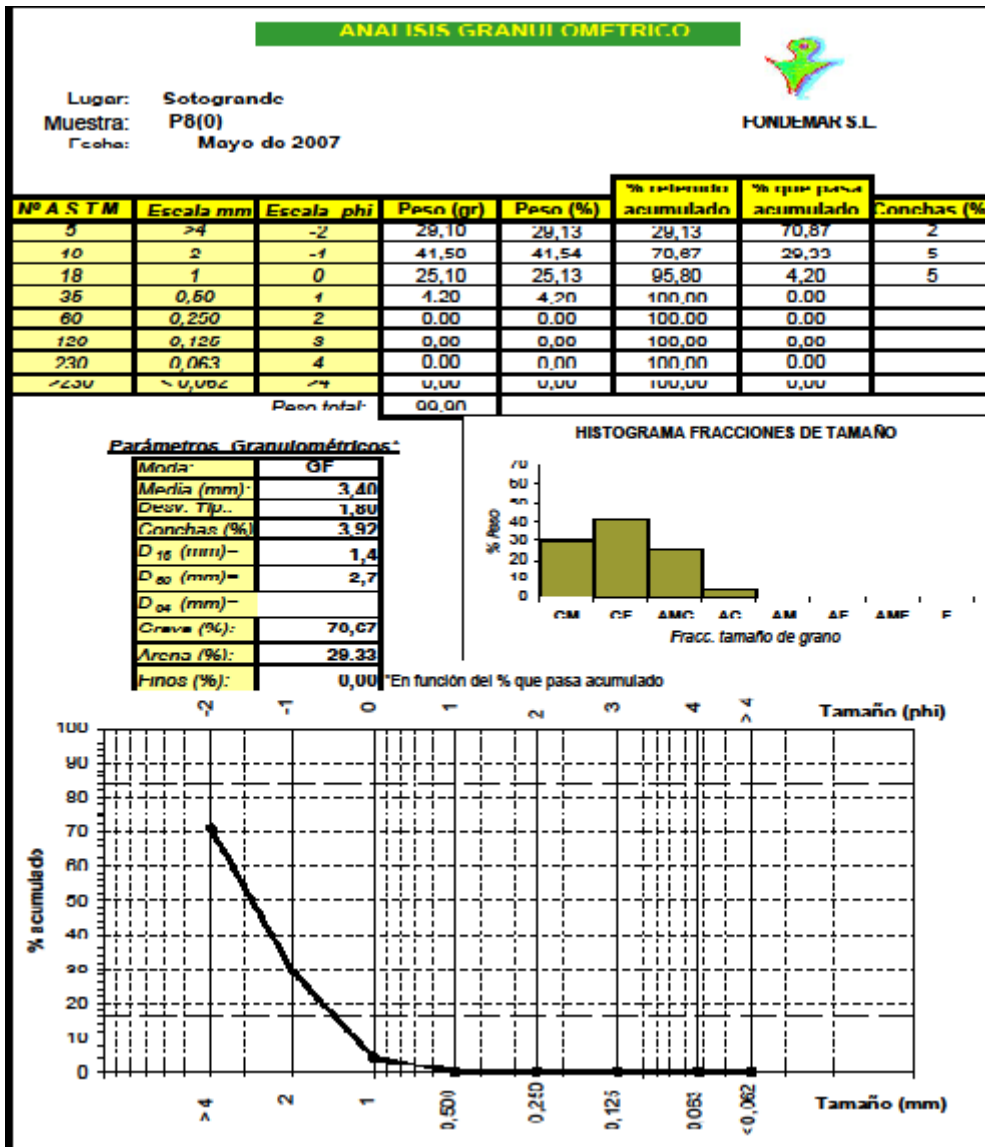 ANALISIS GRANULOMETRICO
Lugar: Sotogrande
Muestra: P8(0)
Fecha: Mayo de 2007
FONDEMAR S.L.
Nº A S T M Escala mm Escala phi Peso (gr) Peso (%) % retenido acumulado % que pasa acumulado Conchas (%
5 >4 -2 29,10 29,13 29,13 70,87 2
10 2 -1 41,50 41,54 70,67 29,33 5
18 1 0 25,10 25,13 95,80 4,20 5
35 0,50 1 4.20 4,20 100,00 0.00
60 0,250 2 0.00 0.00 100.00 0.00
120 0,125 3 0,00 0,00 100,00 0,00
230 0,063 4 0.00 0,00 100,00 0,00
>230 < 0,062 >4 0,00 0,00 100,00 0,00
Peso total: 99,90
Parámetros Granulométricos*
Moda: GF
Media (mm): 3,40
Desv. Tip.: 1,80
Conchas (%) 3,92
D 16 (mm)= 1,4
D (mm)= 2,7
D (mm)=
Grava (%): 70,67
Arena (%): 29.33
Finos (%): 0,00
*En función del % que pasa acumulado
HISTOGRAMA FRACCIONES DE TAMAÑO
% Peso
70
60
50
40
30
20
10
0
GM GF AMG AG AM AF AMF F
Fracc. tamaño de grano
-2 -1 0 1 2 3 4 > 4 Tamaño (phi)
% acumulado
100
90
80
70
60
50
40
30
20
10
0
> 4 2 1 0,500 0,250 0,125 0.063 <0,062 Tamaño (mm)